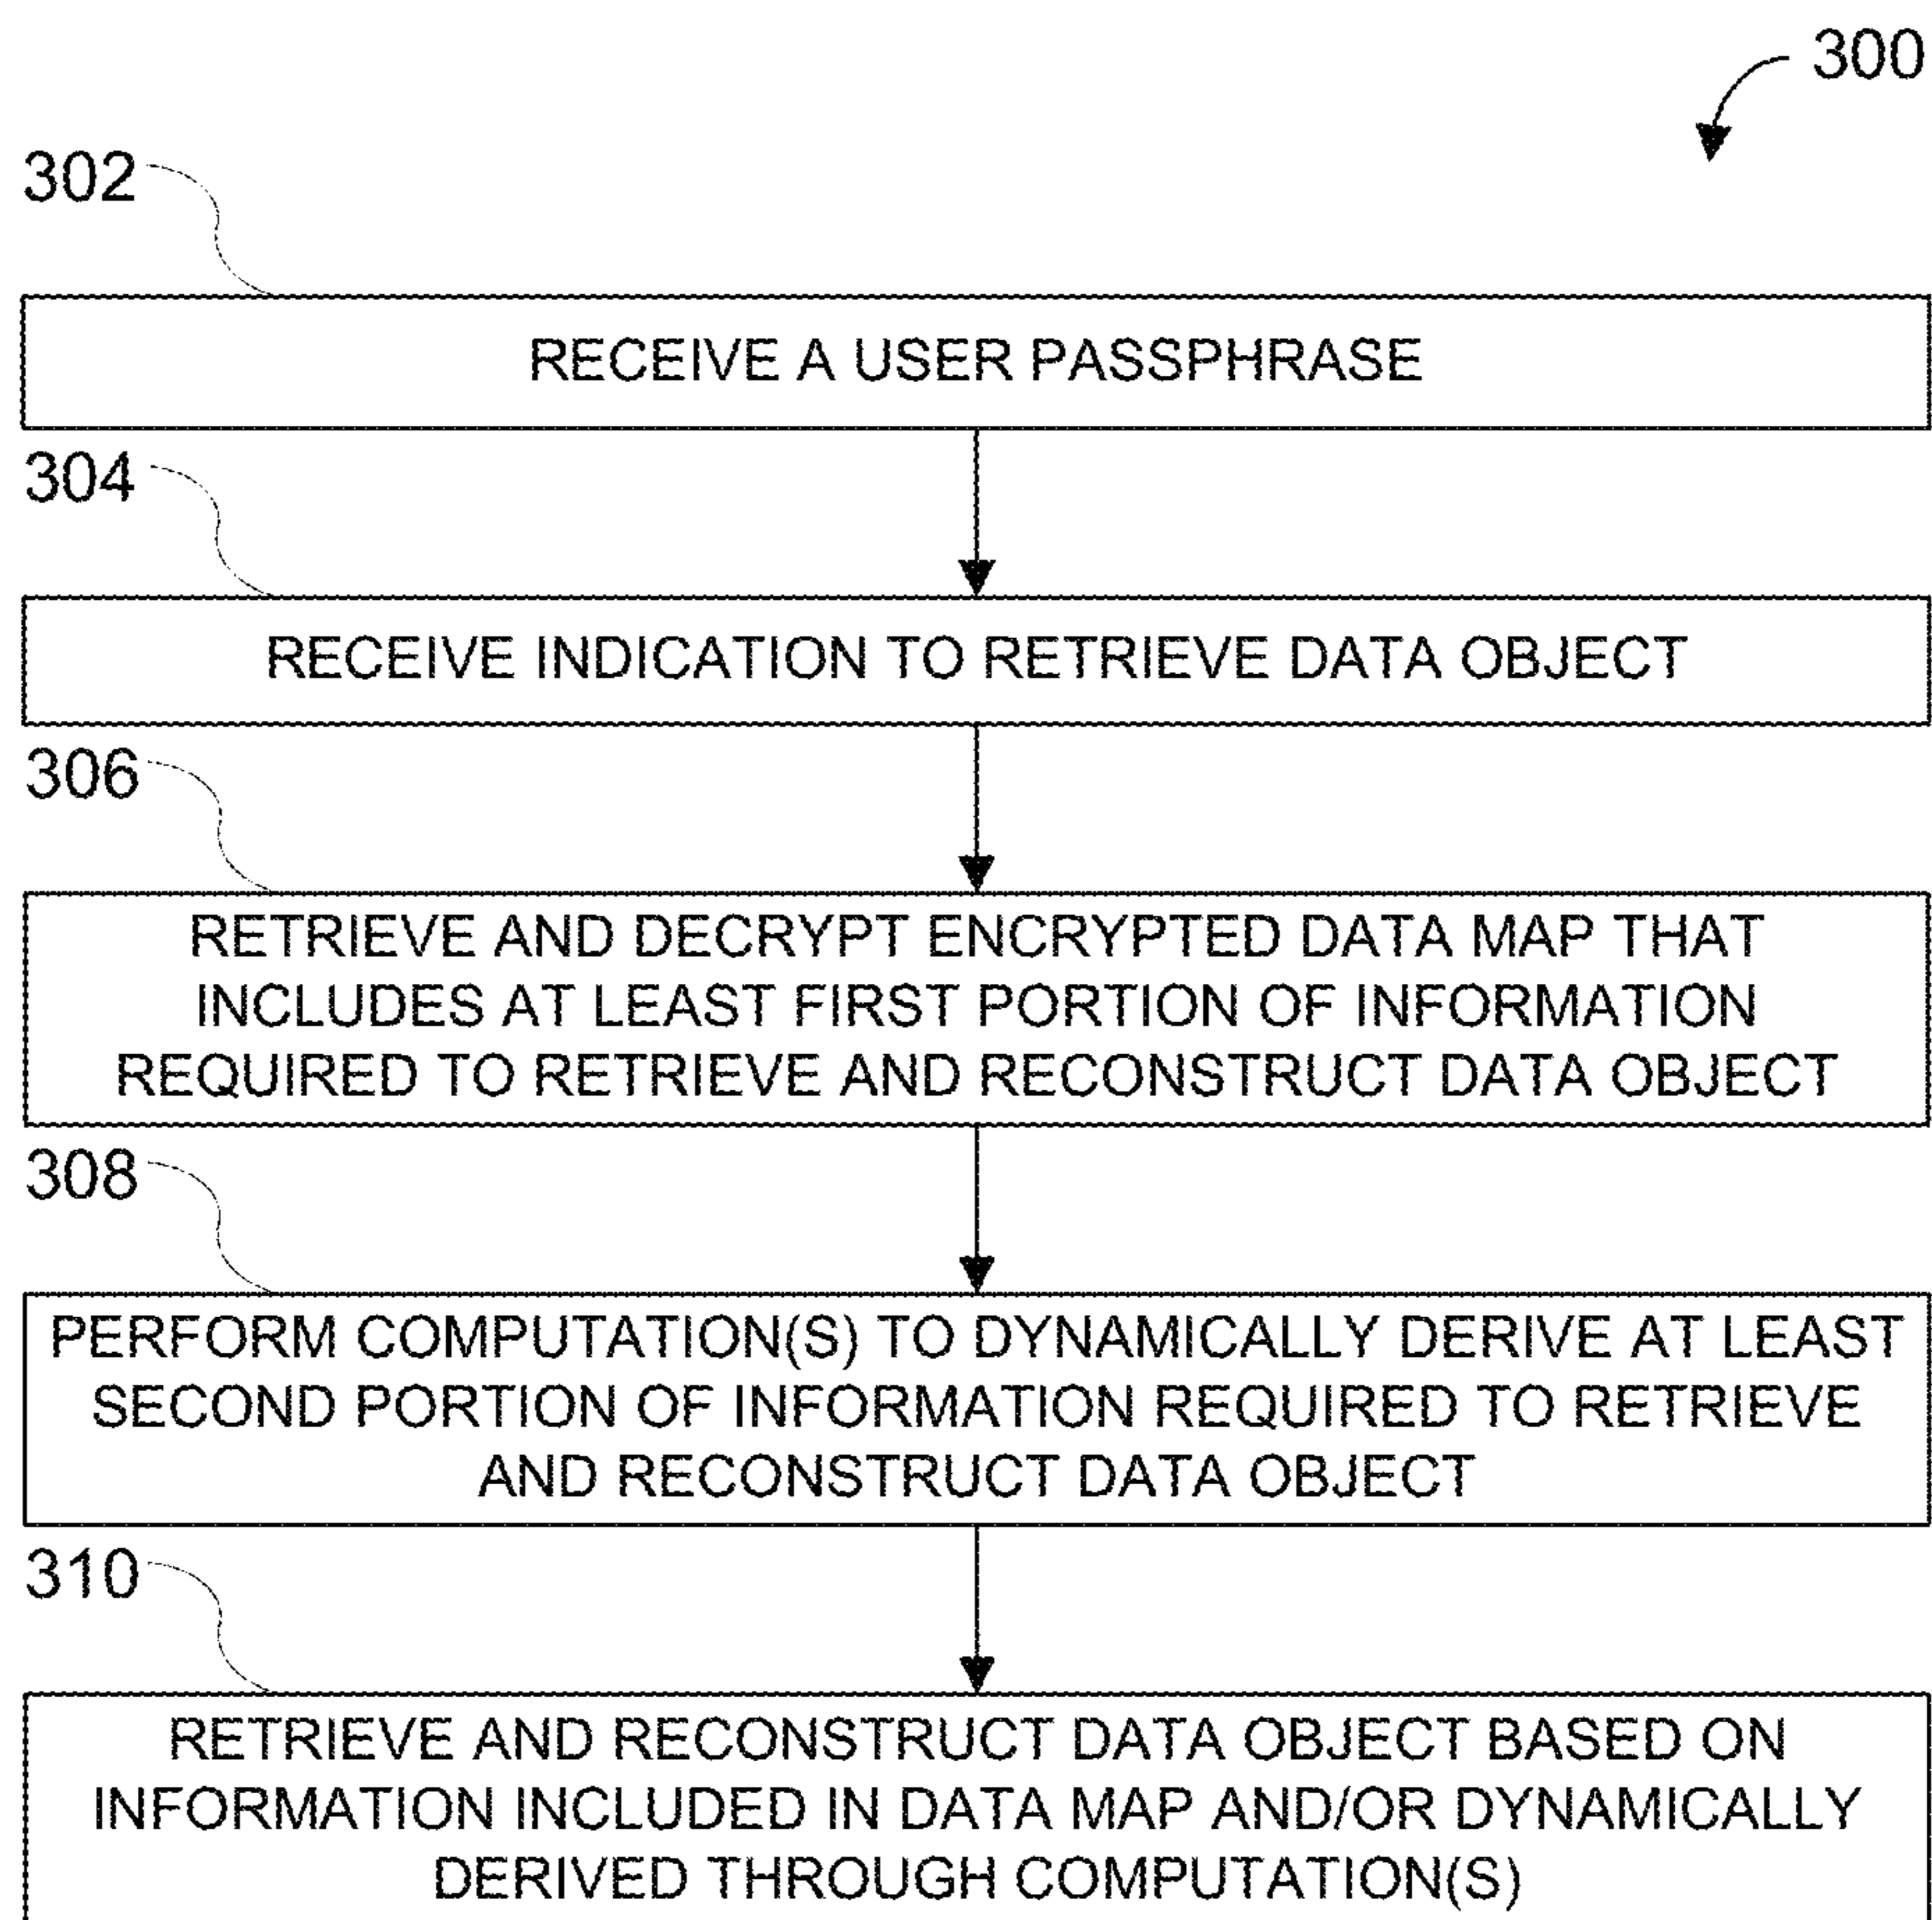 300
302
RECEIVE A USER PASSPHRASE
304
RECEIVE INDICATION TO RETRIEVE DATA OBJECT
306
RETRIEVE AND DECRYPT ENCRYPTED DATA MAP THAT
INCLUDES AT LEAST FIRST PORTION OF INFORMATION
REQUIRED TO RETRIEVE AND RECONSTRUCT DATA OBJECT
308
PERFORM COMPUTATION(S) TO DYNAMICALLY DERIVE AT LEAST
SECOND PORTION OF INFORMATION REQUIRED TO RETRIEVE
AND RECONSTRUCT DATA OBJECT
310
RETRIEVE AND RECONSTRUCT DATA OBJECT BASED ON
INFORMATION INCLUDED IN DATA MAP AND/OR DYNAMICALLY
DERIVED THROUGH COMPUTATION(S)